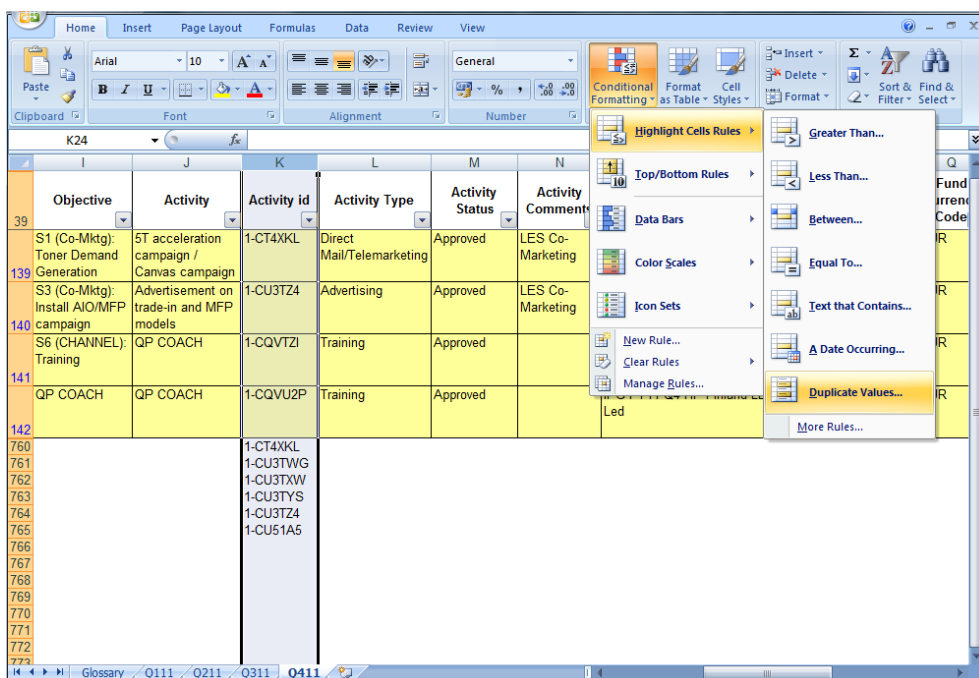 Home Insert Page Layout Formulas Data Review View
Paste
Clipboard
Arial 10 A A
B I U A
Font
Alignment
General
% ,
.0 .00 .00 .0
Number
Conditional Formatting
Format as Table
Cell Styles
Insert
Delete
Format
Σ
Sort & Filter
Find & Select
K24 fx
Highlight Cells Rules
Top/Bottom Rules
Data Bars
Color Scales
Icon Sets
New Rule...
Clear Rules
Manage Rules...
Greater Than...
Less Than...
Between...
Equal To...
Text that Contains...
A Date Occurring...
Duplicate Values...
More Rules...
I J K L M N Q
39 Objective Activity Activity id Activity Type Activity Status Activity Comments Fund
Code
139 S1 (Co-Mktg): Toner Demand Generation 5T acceleration campaign / Canvas campaign 1-CT4XKL Direct Mail/Telemarketing Approved LES Co-Marketing
140 S3 (Co-Mktg): Install AIO/MFP campaign Advertisement on trade-in and MFP models 1-CU3TZ4 Advertising Approved LES Co-Marketing
141 S6 (CHANNEL): Training QP COACH 1-CQVTZI Training Approved
142 QP COACH QP COACH 1-CQVU2P Training Approved
Led
760 1-CT4XKL
761 1-CU3TWG
762 1-CU3TXW
763 1-CU3TYS
764 1-CU3TZ4
765 1-CU51A5
766
767
768
769
770
771
772
773
Glossary Q111 Q211 Q311 Q411